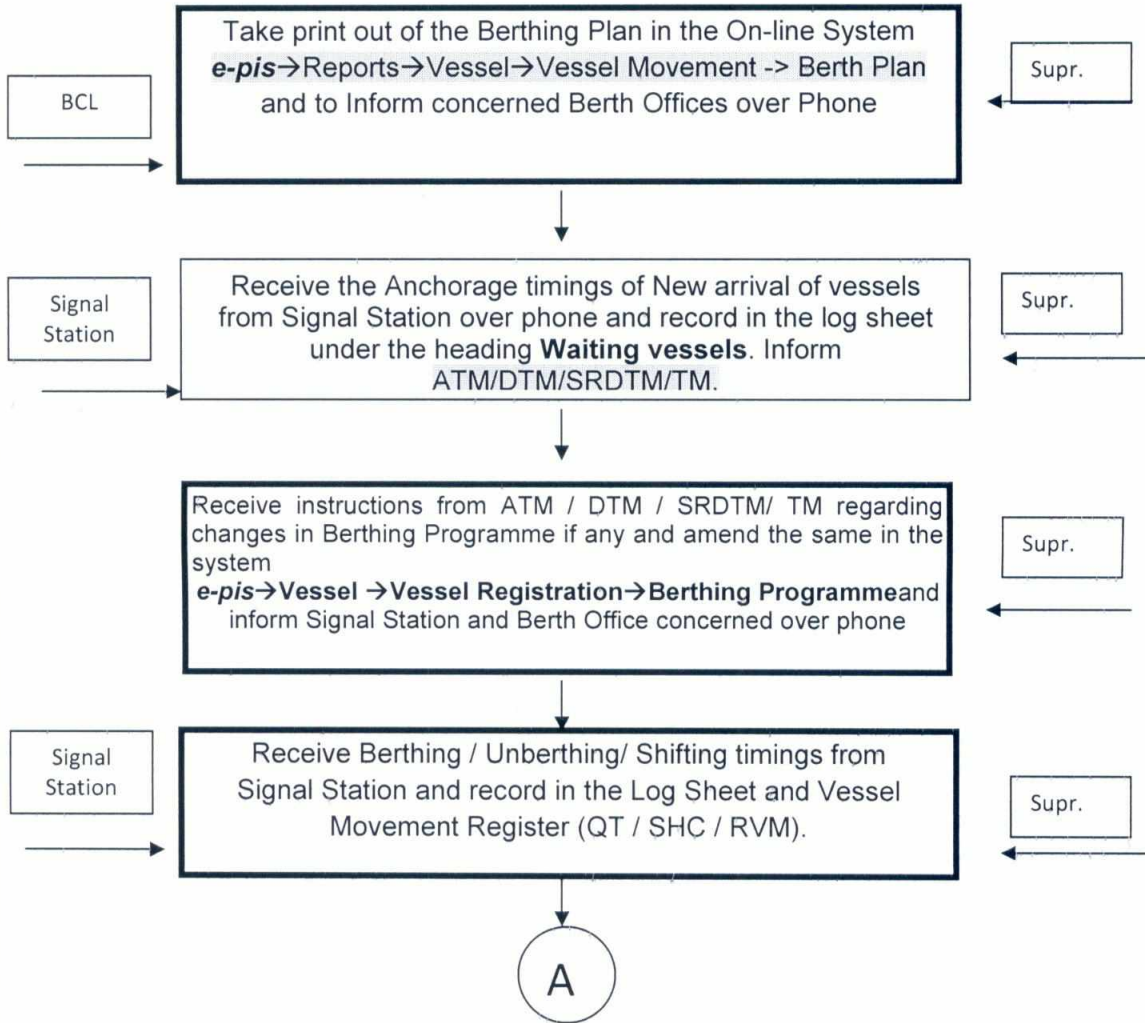 Take print out of the Berthing Plan in the On-line System
e-pis→Reports→Vessel→Vessel Movement -> Berth Plan
and to Inform concerned Berth Offices over Phone
BCL
Supr.
Receive the Anchorage timings of New arrival of vessels
from Signal Station over phone and record in the log sheet
under the heading Waiting vessels. Inform
ATM/DTM/SRDTM/TM.
Signal
Station
Supr.
Receive instructions from ATM / DTM / SRDTM/ TM regarding
changes in Berthing Programme if any and amend the same in the
system
e-pis→Vessel →Vessel Registration→Berthing Programmeand
inform Signal Station and Berth Office concerned over phone
Supr.
Receive Berthing / Unberthing/ Shifting timings from
Signal Station and record in the Log Sheet and Vessel
Movement Register (QT / SHC / RVM).
Signal
Station
Supr.
A